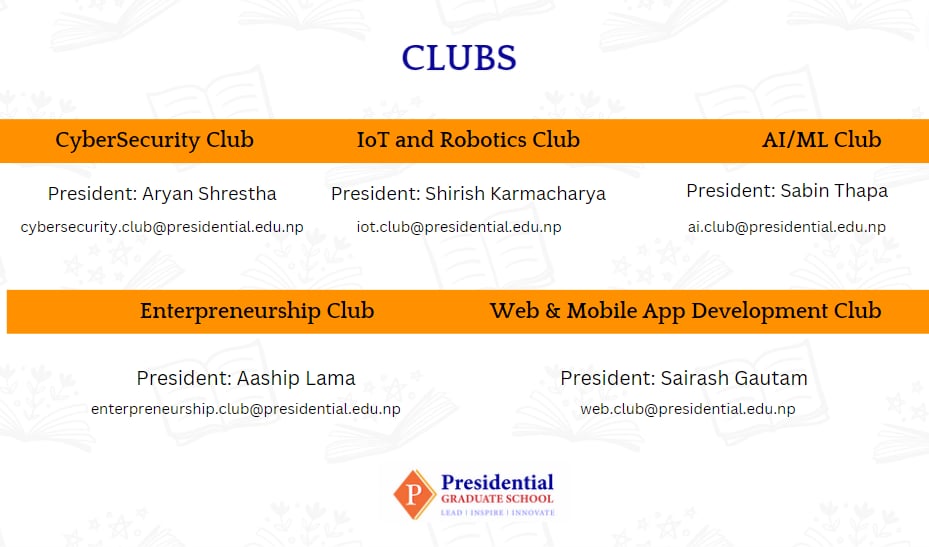 CLUBS
CyberSecurity Club
IoT and Robotics Club
AI/ML Club
President: Aryan Shrestha
President: Shirish Karmacharya
President: Sabin Thapa
cybersecurity.club@presidential.edu.np
iot.club@presidential.edu.np
ai.club@presidential.edu.np
Enterpreneurship Club
Web & Mobile App Development Club
President: Aaship Lama
President: Sairash Gautam
enterpreneurship.club@presidential.edu.np
web.club@presidential.edu.np
P
Presidential
GRADUATE SCHOOL
LEAD | INSPIRE | INNOVATE